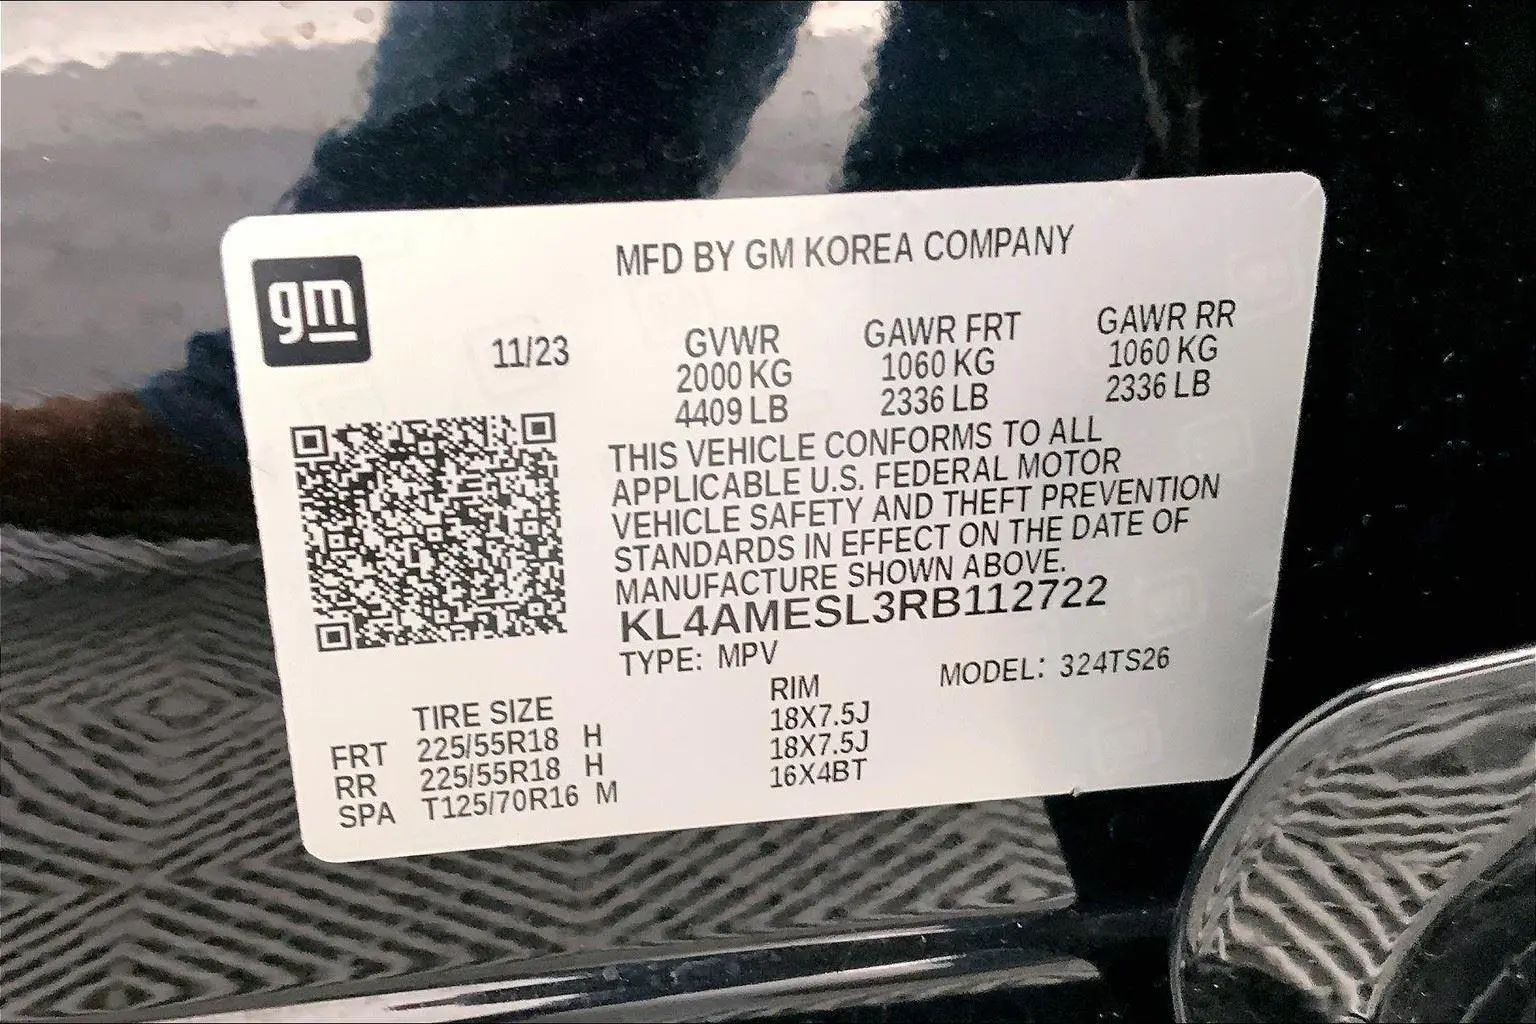 gm
MFD BY GM KOREA COMPANY
11/23
GVWR GAWR FRT GAWR RR
2000 KG 1060 KG 1060 KG
4409 LB 2336 LB 2336 LB
THIS VEHICLE CONFORMS TO ALL
APPLICABLE U.S. FEDERAL MOTOR
VEHICLE SAFETY AND THEFT PREVENTION
STANDARDS IN EFFECT ON THE DATE OF
MANUFACTURE SHOWN ABOVE.
KL4AMESL3RB112722
TYPE: MPV MODEL: 324TS26
TIRE SIZE RIM
FRT 225/55R18 H 18X7.5J
RR 225/55R18 H 18X7.5J
SPA T125/70R16 M 16X4BT